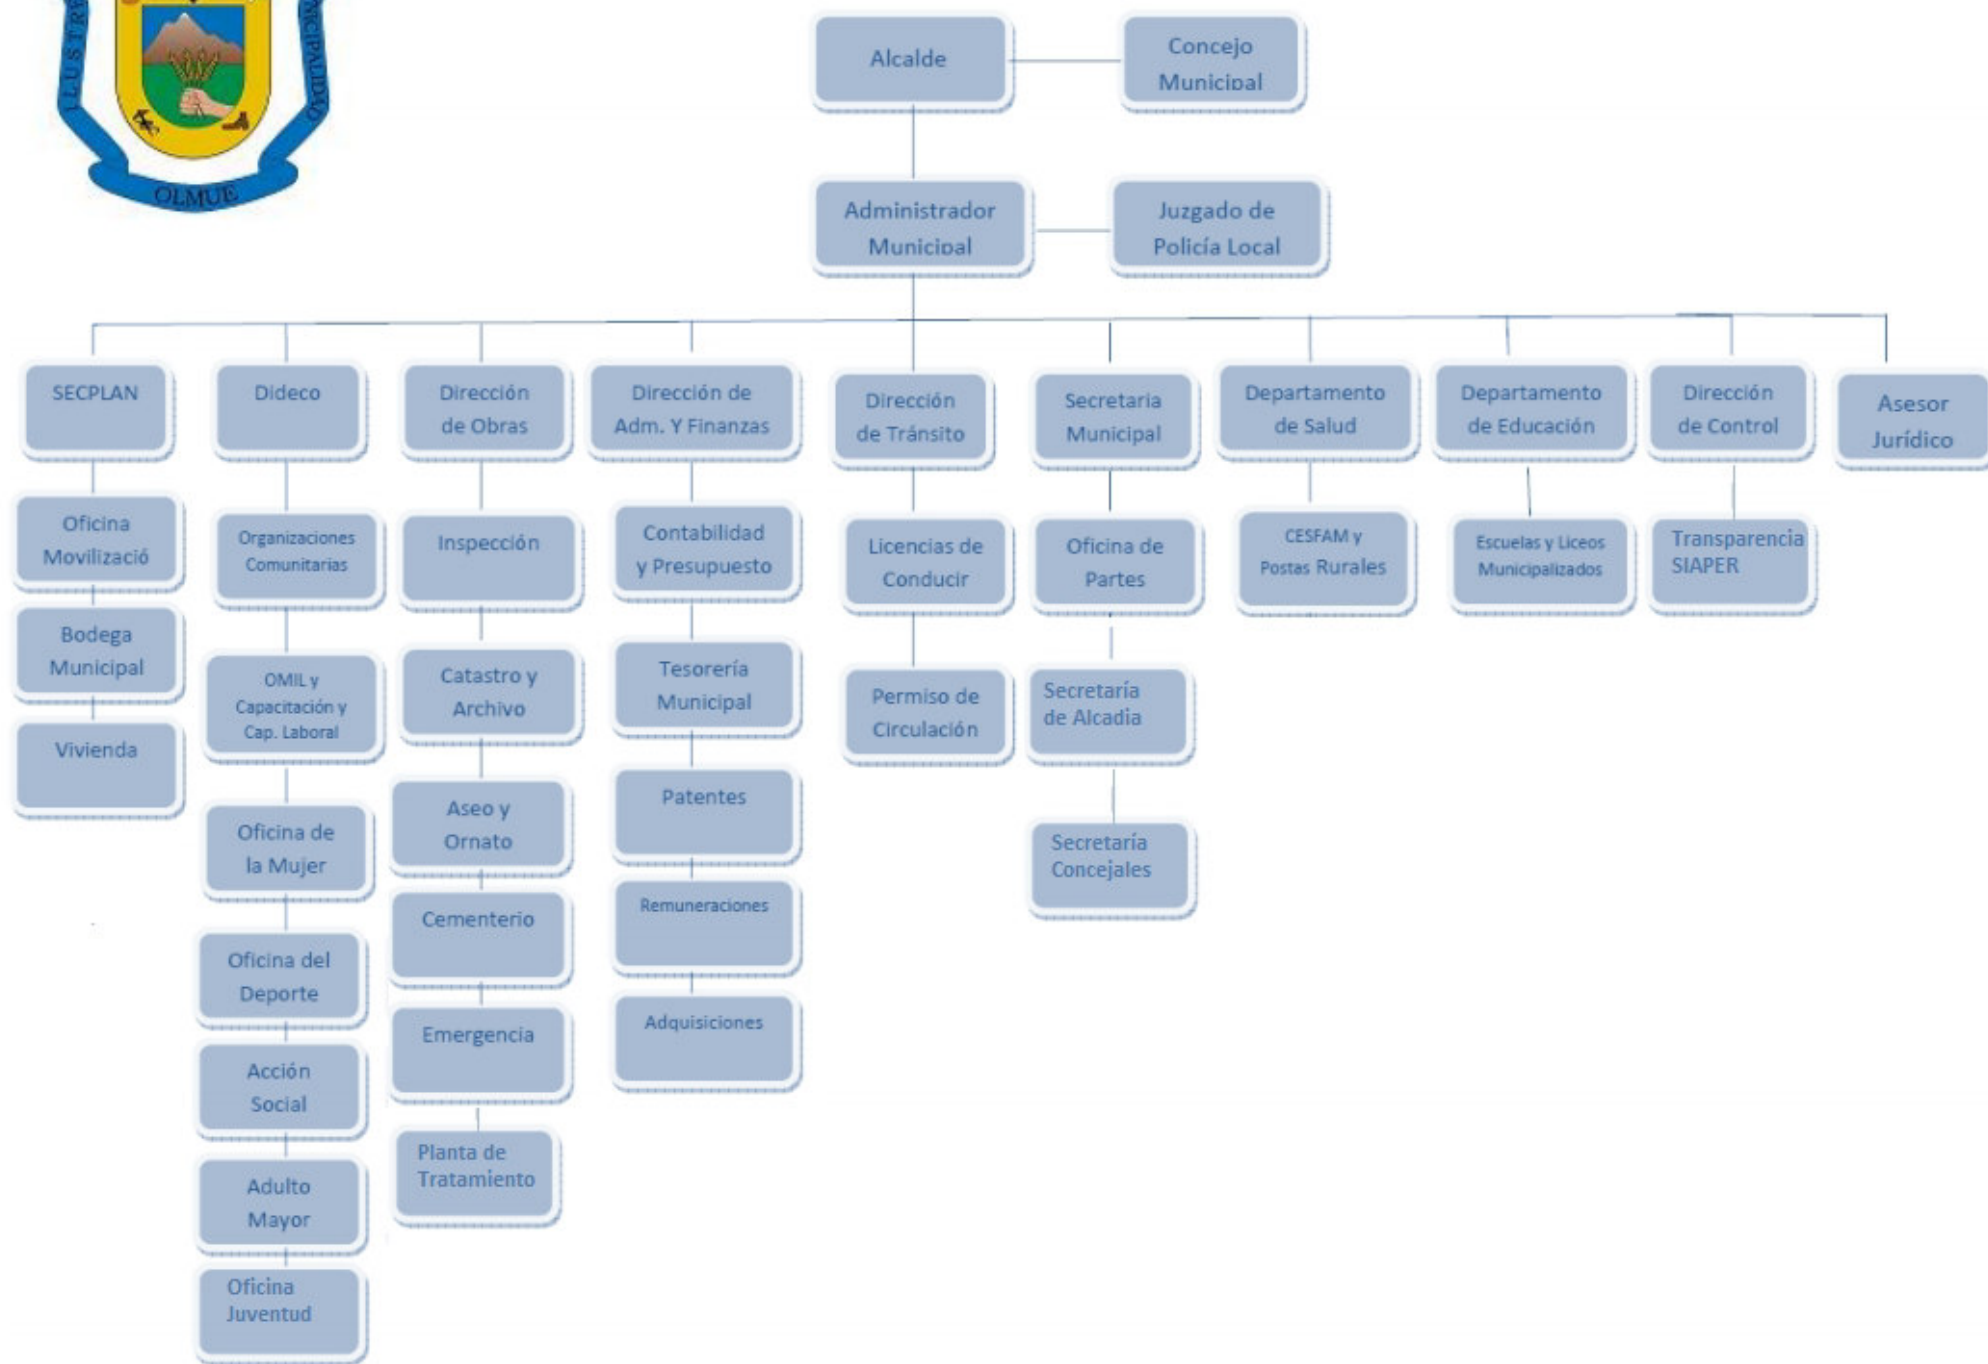 ILUSTRE
OLMUE
Alcalde
Concejo
Municipal
Administrador
Municipal
Juzgado de
Policía Local
SECPLAN
Dideco
Dirección
de Obras
Dirección de
Adm. Y Finanzas
Dirección
de Tránsito
Secretaria
Municipal
Departamento
de Salud
Departamento
de Educación
Dirección
de Control
Asesor
Jurídico
Oficina
Movilizació
Bodega
Municipal
Vivienda
Organizaciones
Comunitarias
OMIL y
Capacitación y
Cap. Laboral
Oficina de
la Mujer
Oficina del
Deporte
Acción
Social
Adulto
Mayor
Oficina
Juventud
Inspección
Catastro y
Archivo
Aseo y
Ornato
Cementerio
Emergencia
Planta de
Tratamiento
Contabilidad
y Presupuesto
Tesorería
Municipal
Patentes
Remuneraciones
Adquisiciones
Licencias de
Conducir
Permiso de
Circulación
Oficina de
Partes
Secretaría
de Alcadia
Secretaría
Concejales
CESFAM y
Postas Rurales
Escuelas y Liceos
Municipalizados
Transparencia
SIAPER